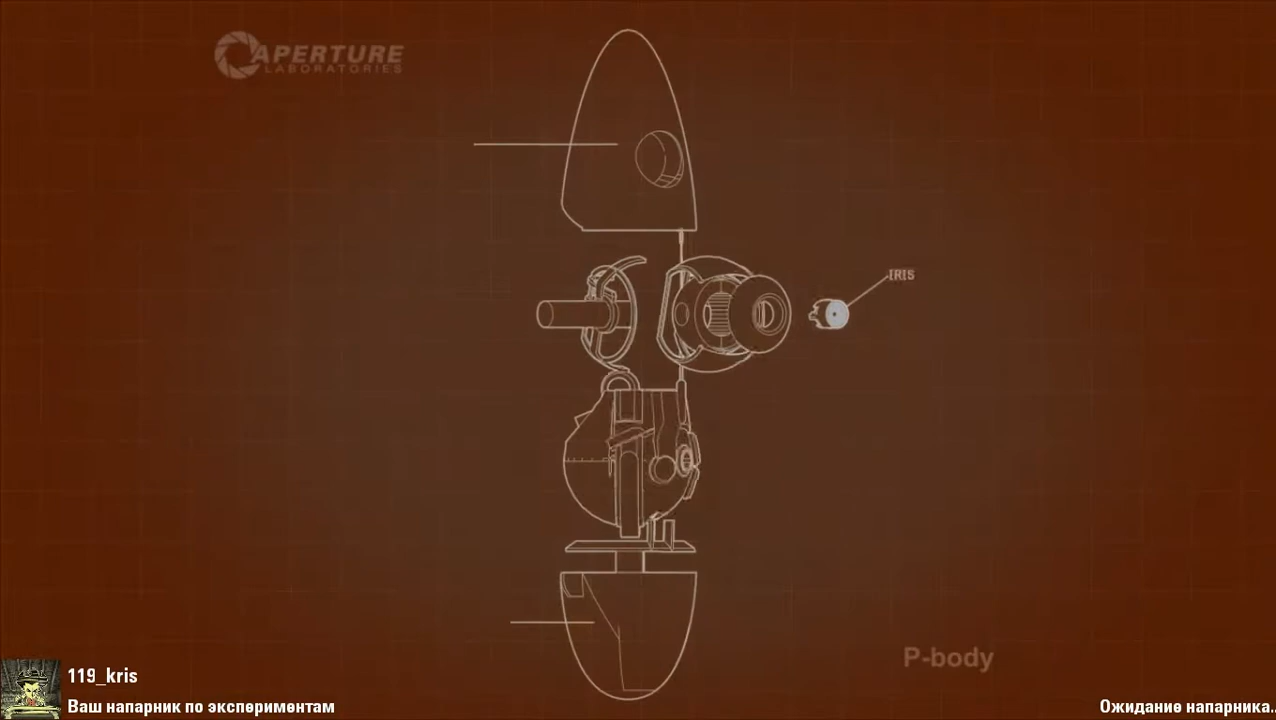 APERTURE
LABORATORIES
IRIS
P-body
119_kris
Ваш напарник по экспериментам
Ожидание напарника..